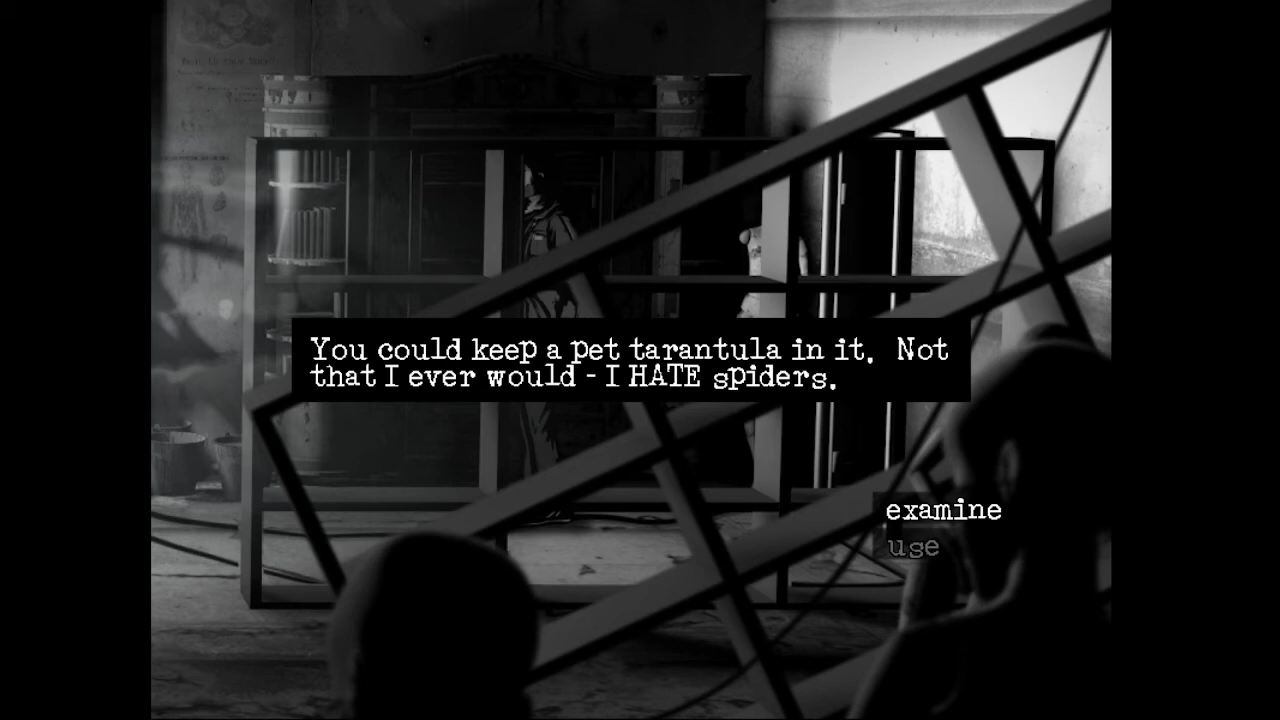 You could keep a pet tarantula in it. Not
that I ever would - I HATE spiders.
examine
use